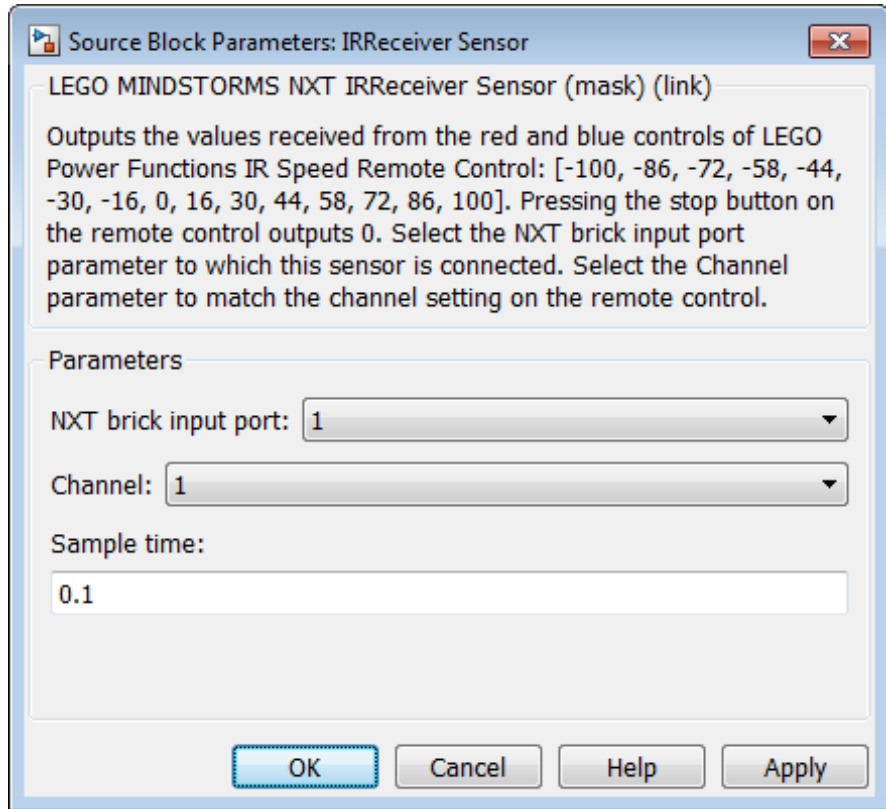 Source Block Parameters: IRReceiver Sensor
LEGO MINDSTORMS NXT IRReceiver Sensor (mask) (link)
Outputs the values received from the red and blue controls of LEGO
Power Functions IR Speed Remote Control: [-100, -86, -72, -58, -44,
-30, -16, 0, 16, 30, 44, 58, 72, 86, 100]. Pressing the stop button on
the remote control outputs 0. Select the NXT brick input port
parameter to which this sensor is connected. Select the Channel
parameter to match the channel setting on the remote control.
Parameters
NXT brick input port: 1
Channel: 1
Sample time:
0.1
OK Cancel Help Apply